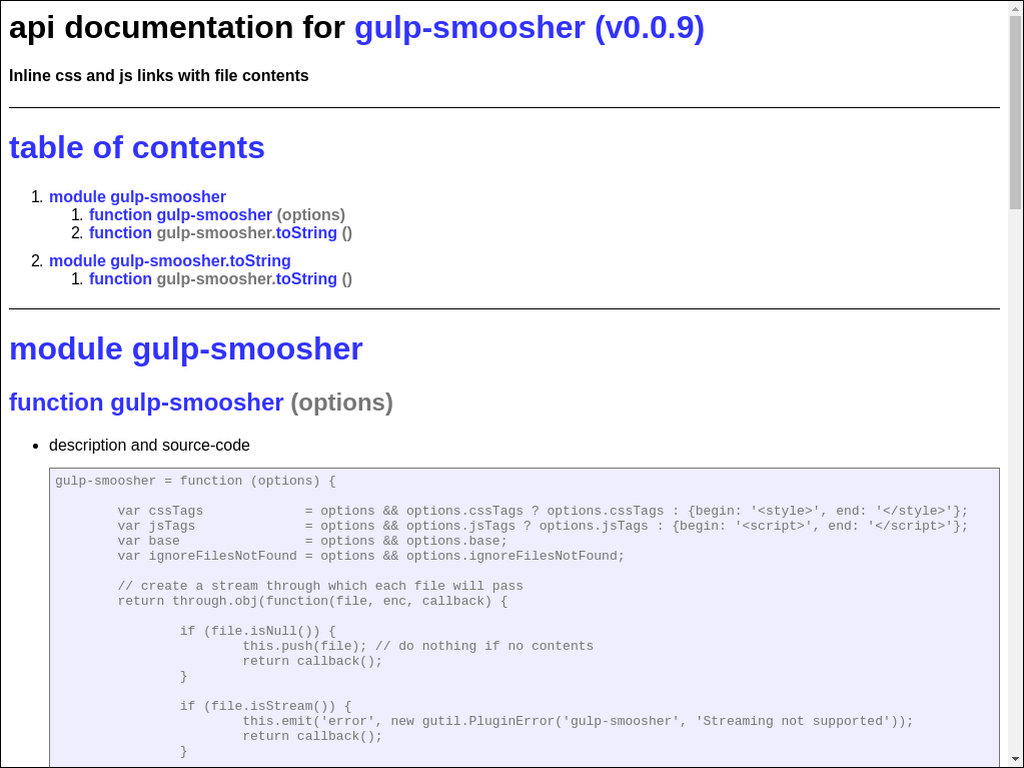 api documentation for gulp-smoosher (v0.0.9)
Inline css and js links with file contents
table of contents
1. module gulp-smoosher
1. function gulp-smoosher (options)
2. function gulp-smoosher.toString ()
2. module gulp-smoosher.toString
1. function gulp-smoosher.toString ()
module gulp-smoosher
function gulp-smoosher (options)
• description and source-code
gulp-smoosher = function (options) {
        var cssTags             = options && options.cssTags ? options.cssTags : {begin: '<style>', end: '</style>'};
        var jsTags              = options && options.jsTags ? options.jsTags : {begin: '<script>', end: '</script>'};
        var base                = options && options.base;
        var ignoreFilesNotFound = options && options.ignoreFilesNotFound;
        // create a stream through which each file will pass
        return through.obj(function(file, enc, callback) {
                if (file.isNull()) {
                        this.push(file); // do nothing if no contents
                        return callback();
                }
                if (file.isStream()) {
                        this.emit('error', new gutil.PluginError('gulp-smoosher', 'Streaming not supported'));
                        return callback();
                }